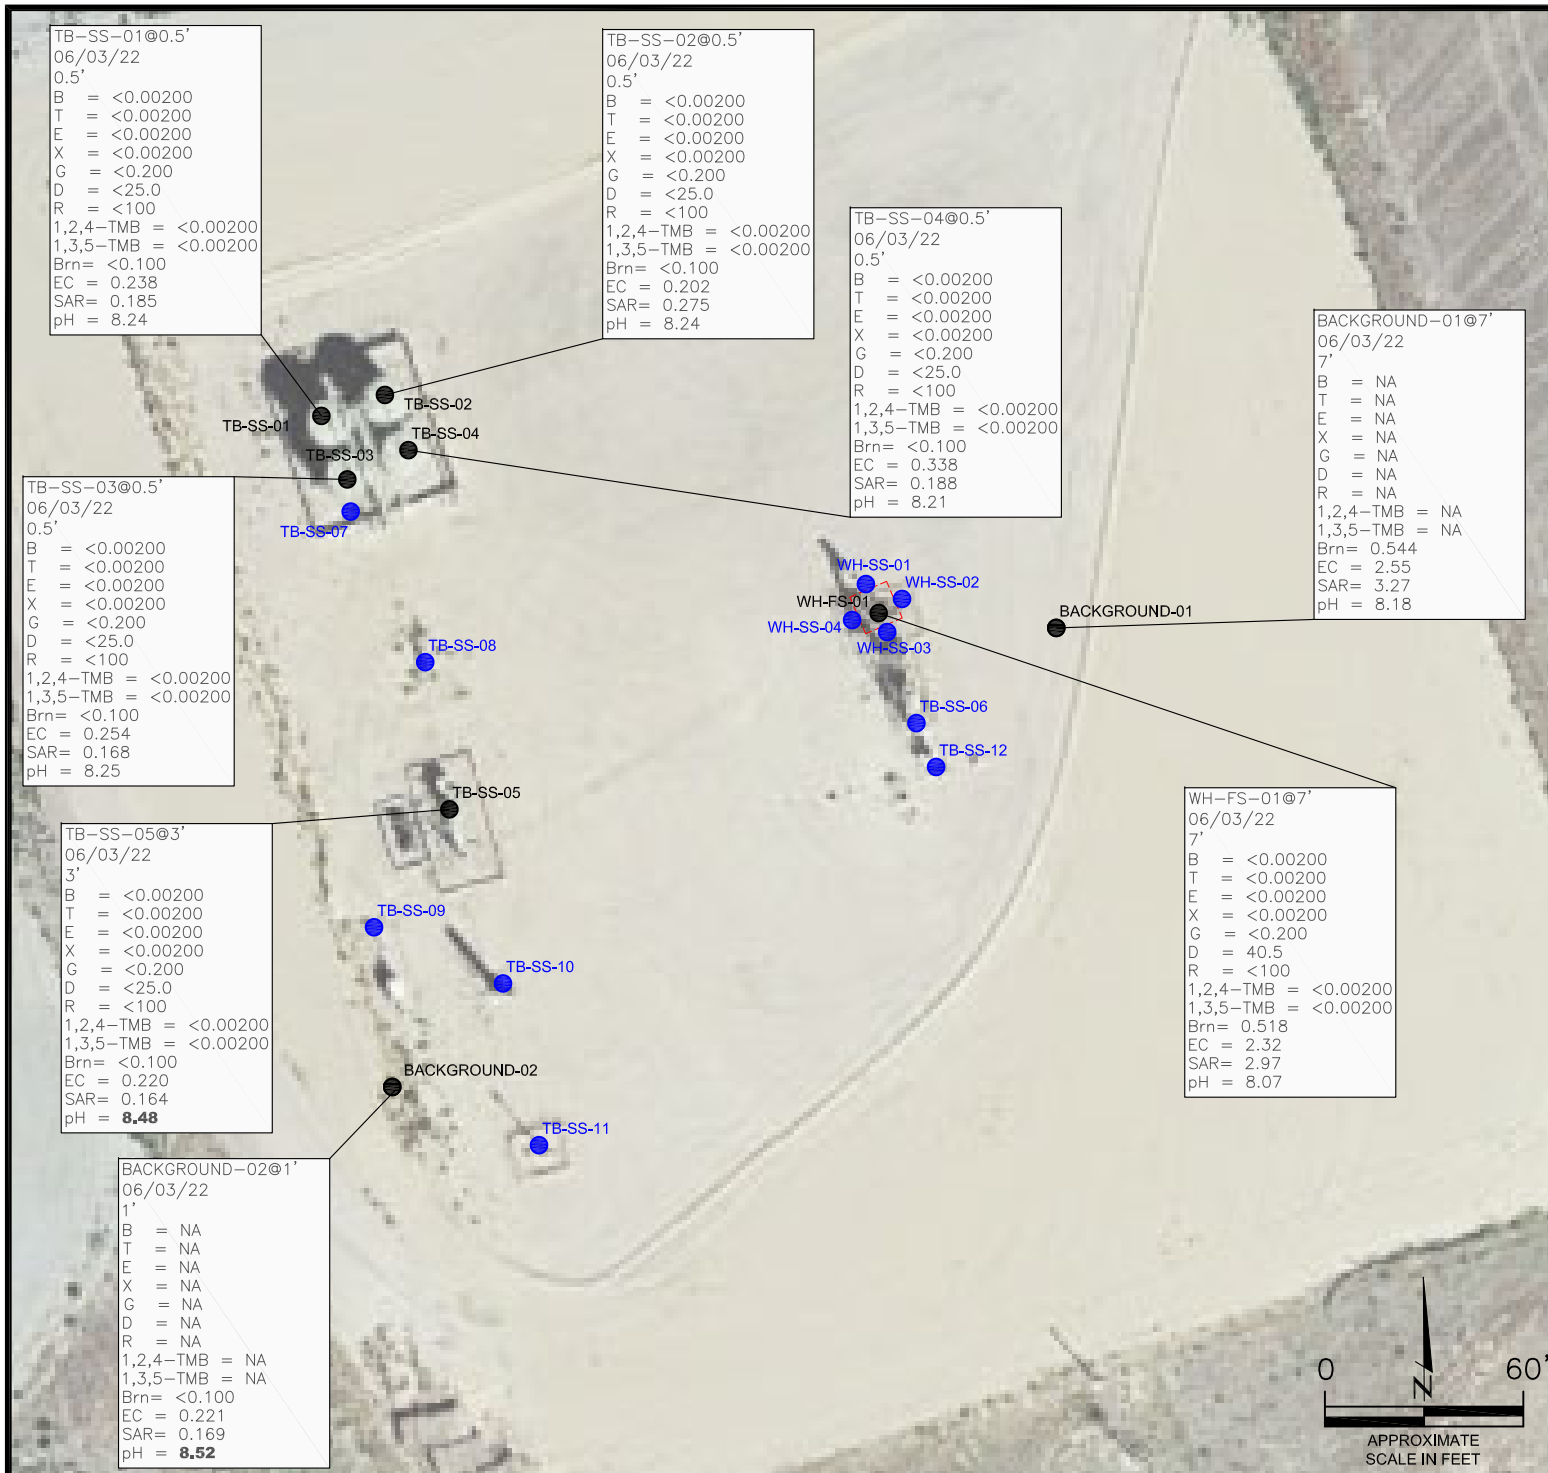 TB-SS-01@0.5'
06/03/22
0.5'
B = <0.00200
T = <0.00200
E = <0.00200
X = <0.00200
G = <0.200
D = <25.0
R = <100
1,2,4-TMB = <0.00200
1,3,5-TMB = <0.00200
Brn= <0.100
EC = 0.238
SAR= 0.185
pH = 8.24
TB-SS-02@0.5'
06/03/22
0.5'
B = <0.00200
T = <0.00200
E = <0.00200
X = <0.00200
G = <0.200
D = <25.0
R = <100
1,2,4-TMB = <0.00200
1,3,5-TMB = <0.00200
Brn= <0.100
EC = 0.202
SAR= 0.275
pH = 8.24
TB-SS-04@0.5'
06/03/22
0.5'
B = <0.00200
T = <0.00200
E = <0.00200
X = <0.00200
G = <0.200
D = <25.0
R = <100
1,2,4-TMB = <0.00200
1,3,5-TMB = <0.00200
Brn= <0.100
EC = 0.338
SAR= 0.188
pH = 8.21
BACKGROUND-01@7'
06/03/22
7'
B = NA
T = NA
E = NA
X = NA
G = NA
D = NA
R = NA
1,2,4-TMB = NA
1,3,5-TMB = NA
Brn= 0.544
EC = 2.55
SAR= 3.27
pH = 8.18
TB-SS-02
TB-SS-01
TB-SS-04
TB-SS-03
TB-SS-07
TB-SS-03@0.5'
06/03/22
0.5'
B = <0.00200
T = <0.00200
E = <0.00200
X = <0.00200
G = <0.200
D = <25.0
R = <100
1,2,4-TMB = <0.00200
1,3,5-TMB = <0.00200
Brn= <0.100
EC = 0.254
SAR= 0.168
pH = 8.25
WH-SS-01
WH-SS-02
WH-FS-01
WH-SS-04
WH-SS-03
BACKGROUND-01
TB-SS-08
TB-SS-06
TB-SS-12
TB-SS-05
WH-FS-01@7'
06/03/22
7'
B = <0.00200
T = <0.00200
E = <0.00200
X = <0.00200
G = <0.200
D = 40.5
R = <100
1,2,4-TMB = <0.00200
1,3,5-TMB = <0.00200
Brn= 0.518
EC = 2.32
SAR= 2.97
pH = 8.07
TB-SS-05@3'
06/03/22
3'
B = <0.00200
T = <0.00200
E = <0.00200
X = <0.00200
G = <0.200
D = <25.0
R = <100
1,2,4-TMB = <0.00200
1,3,5-TMB = <0.00200
Brn= <0.100
EC = 0.220
SAR= 0.164
pH = 8.48
TB-SS-09
TB-SS-10
BACKGROUND-02
TB-SS-11
BACKGROUND-02@1'
06/03/22
1'
B = NA
T = NA
E = NA
X = NA
G = NA
D = NA
R = NA
1,2,4-TMB = NA
1,3,5-TMB = NA
Brn= <0.100
EC = 0.221
SAR= 0.169
pH = 8.52
0 60'
N
APPROXIMATE
SCALE IN FEET